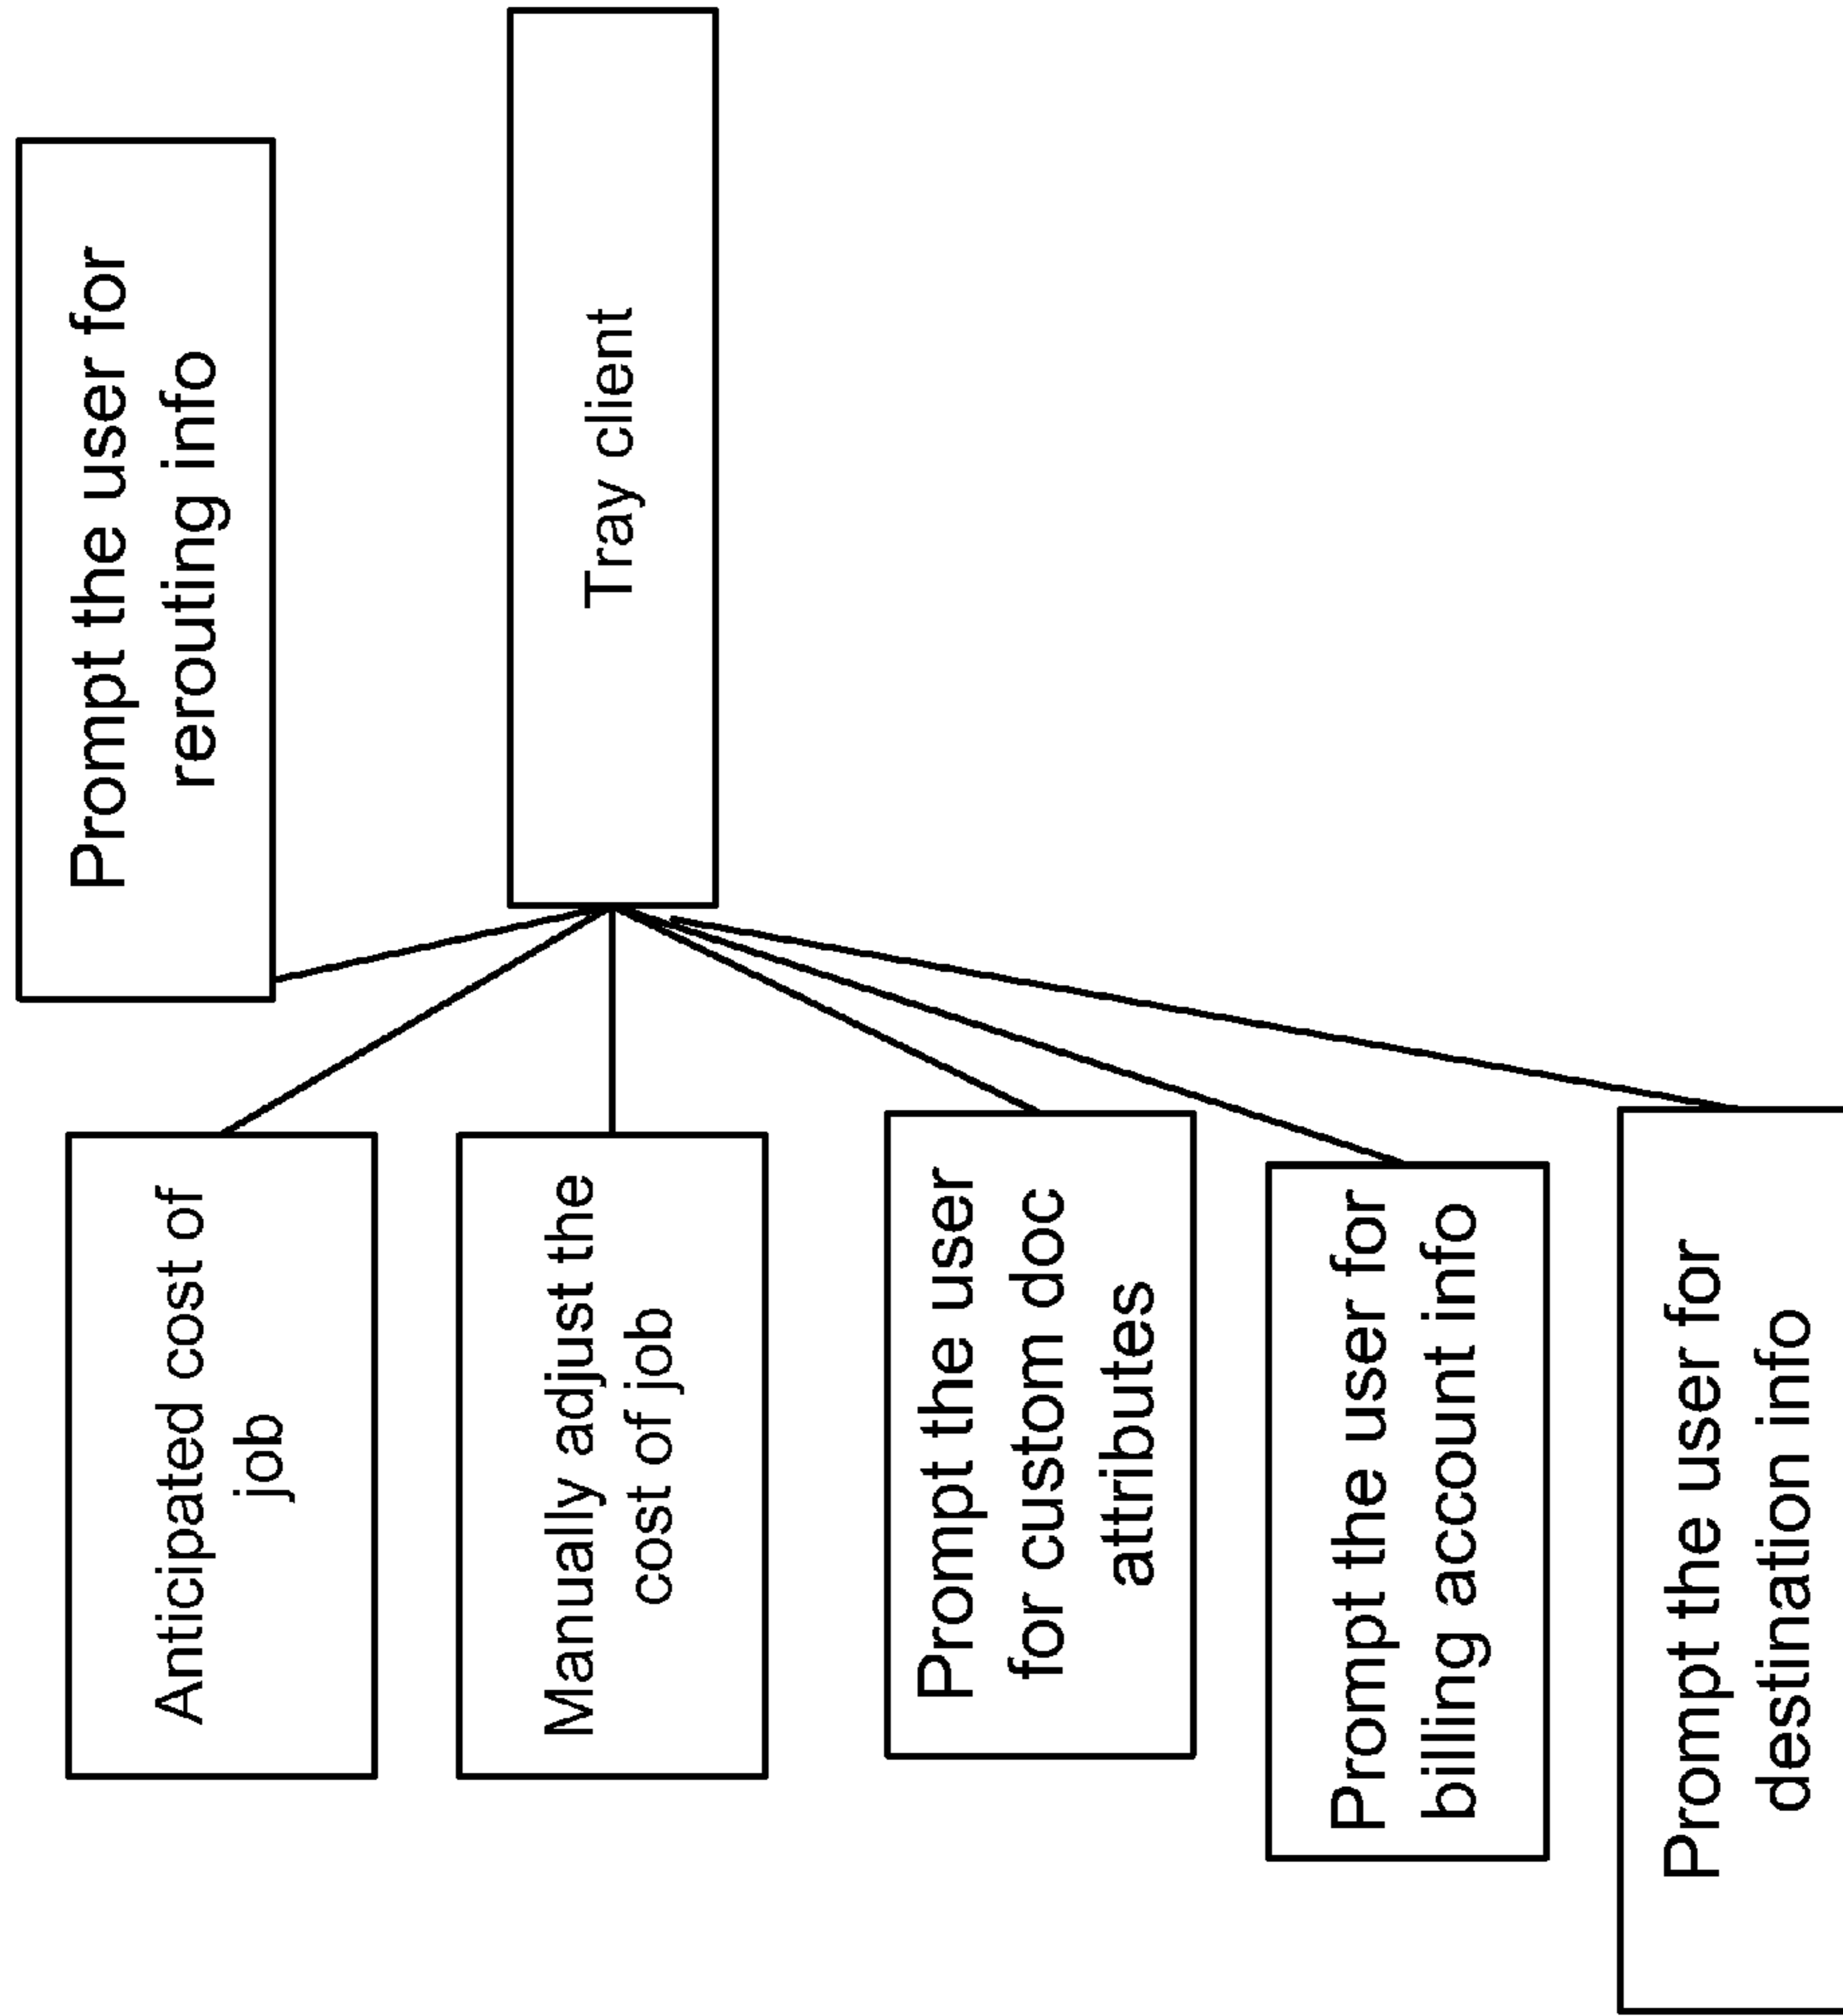 Prompt the user for
rerouting info
Tray client
Anticipated cost of
job
Manually adjust the
cost of job
Prompt the user
for custom doc
attributes
Prompt the user for
billing account info
Prompt the user for
destination info